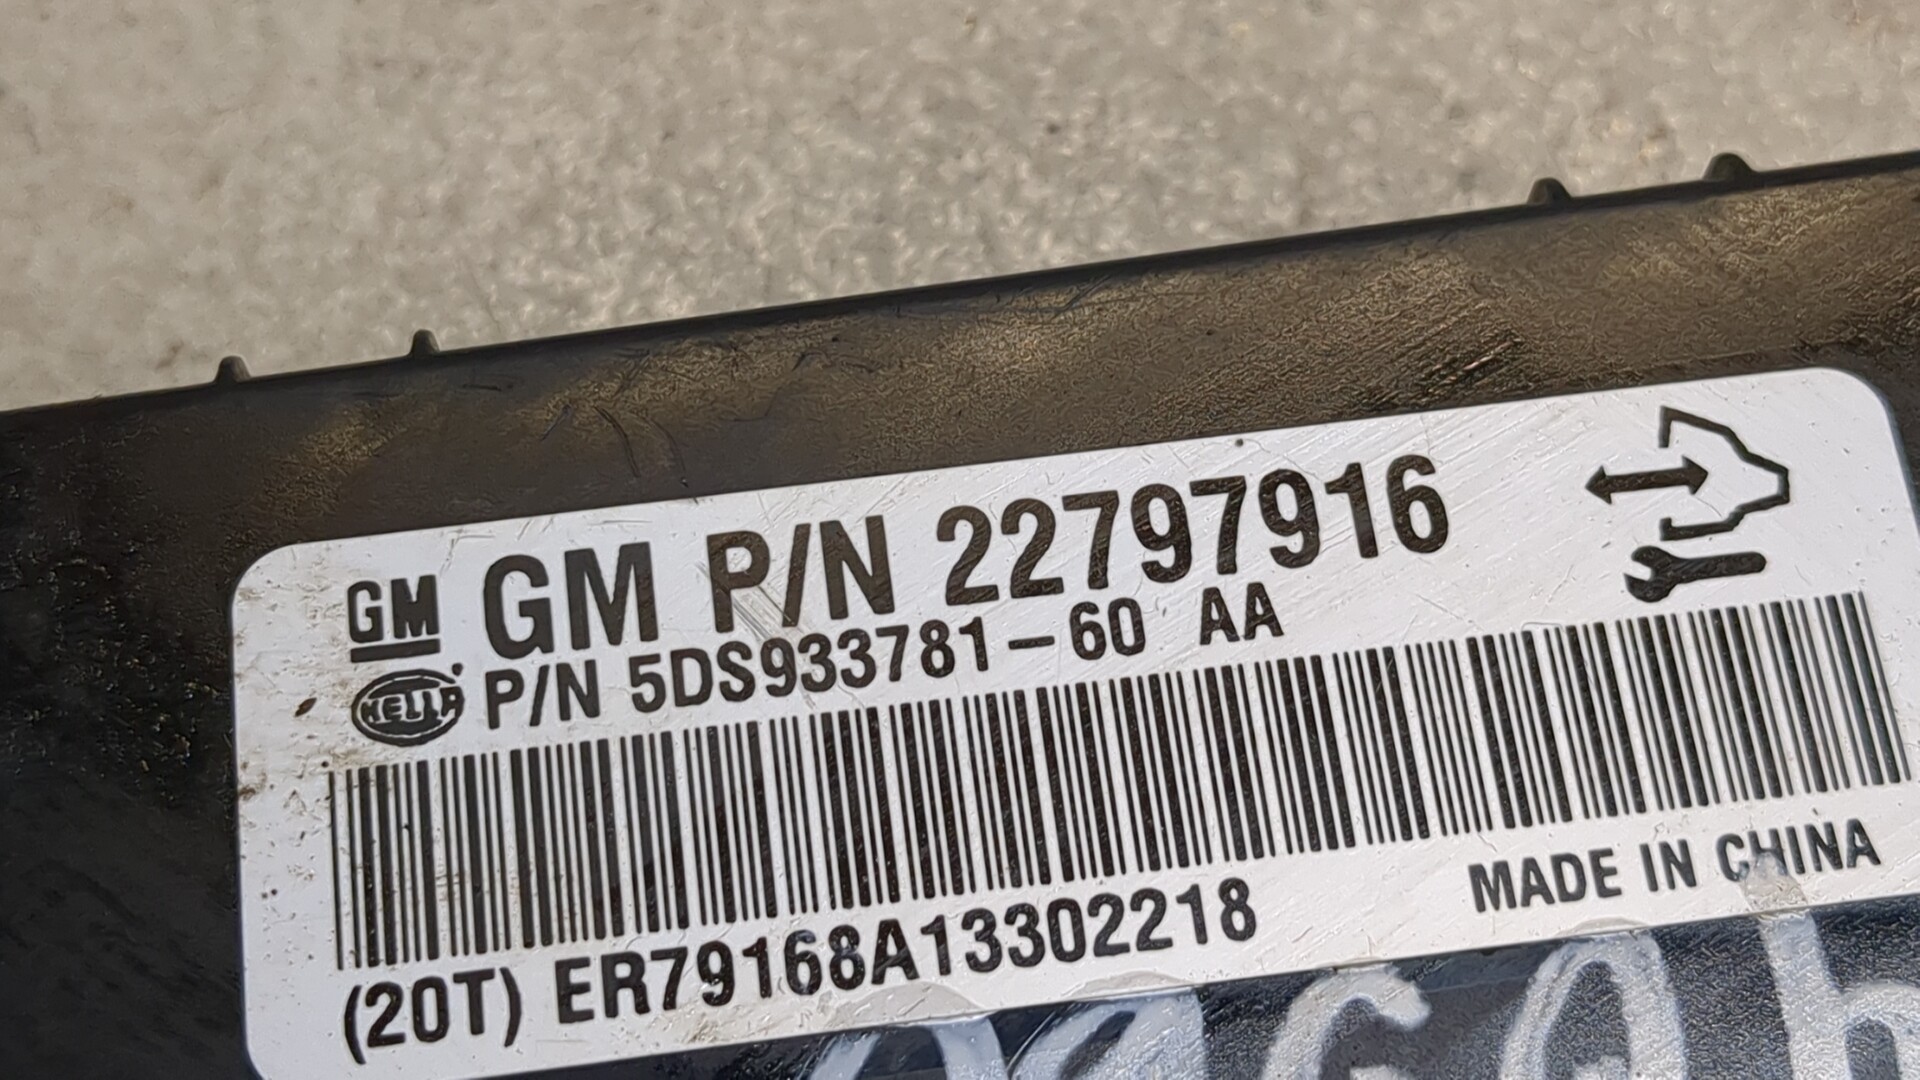 GM GM P/N 22797916
HELLA P/N 5DS933781-60 AA
MADE IN CHINA
(20T) ER79168A13302218